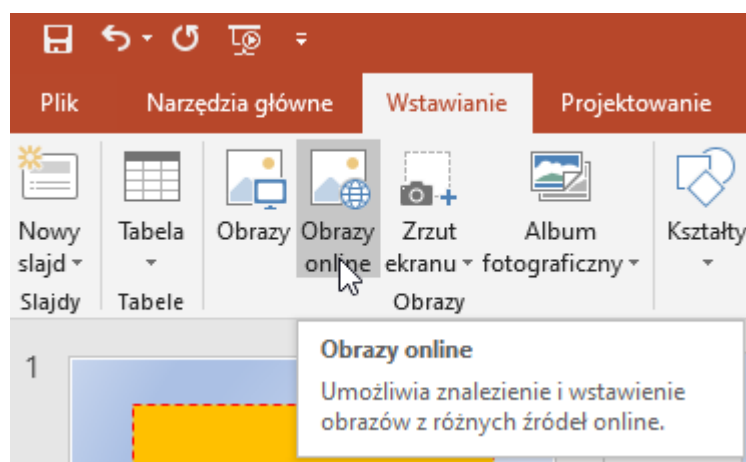 Plik Narzędzia główne Wstawianie Projektowanie
Nowy Tabela Obrazy Obrazy Zrzut Album Kształty
slajd online ekranu fotograficzny
Slajdy Tabele Obrazy
1
Obrazy online
Umożliwia znalezienie i wstawienie
obrazów z różnych źródeł online.